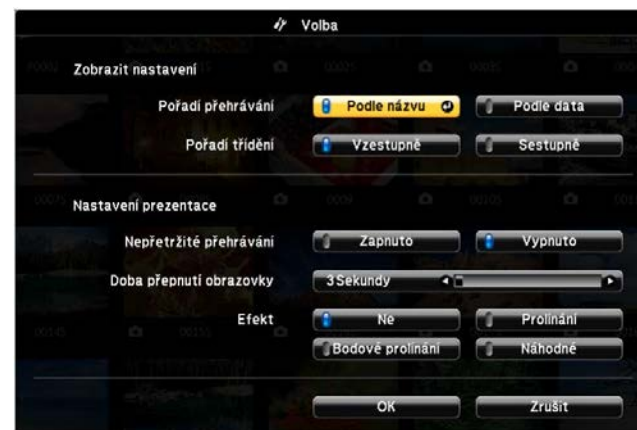 Volba
Zobrazit nastavení
Pořadí přehrávání Podle názvu Podle data
Pořadí třídění Vzestupně Sestupně
Nastavení prezentace
Nepřetržité přehrávání Zapnuto Vypnuto
Doba přepnutí obrazovky 3Sekundy
Efekt Ne Prolínání
Bodové prolínání Náhodné
OK Zrušit